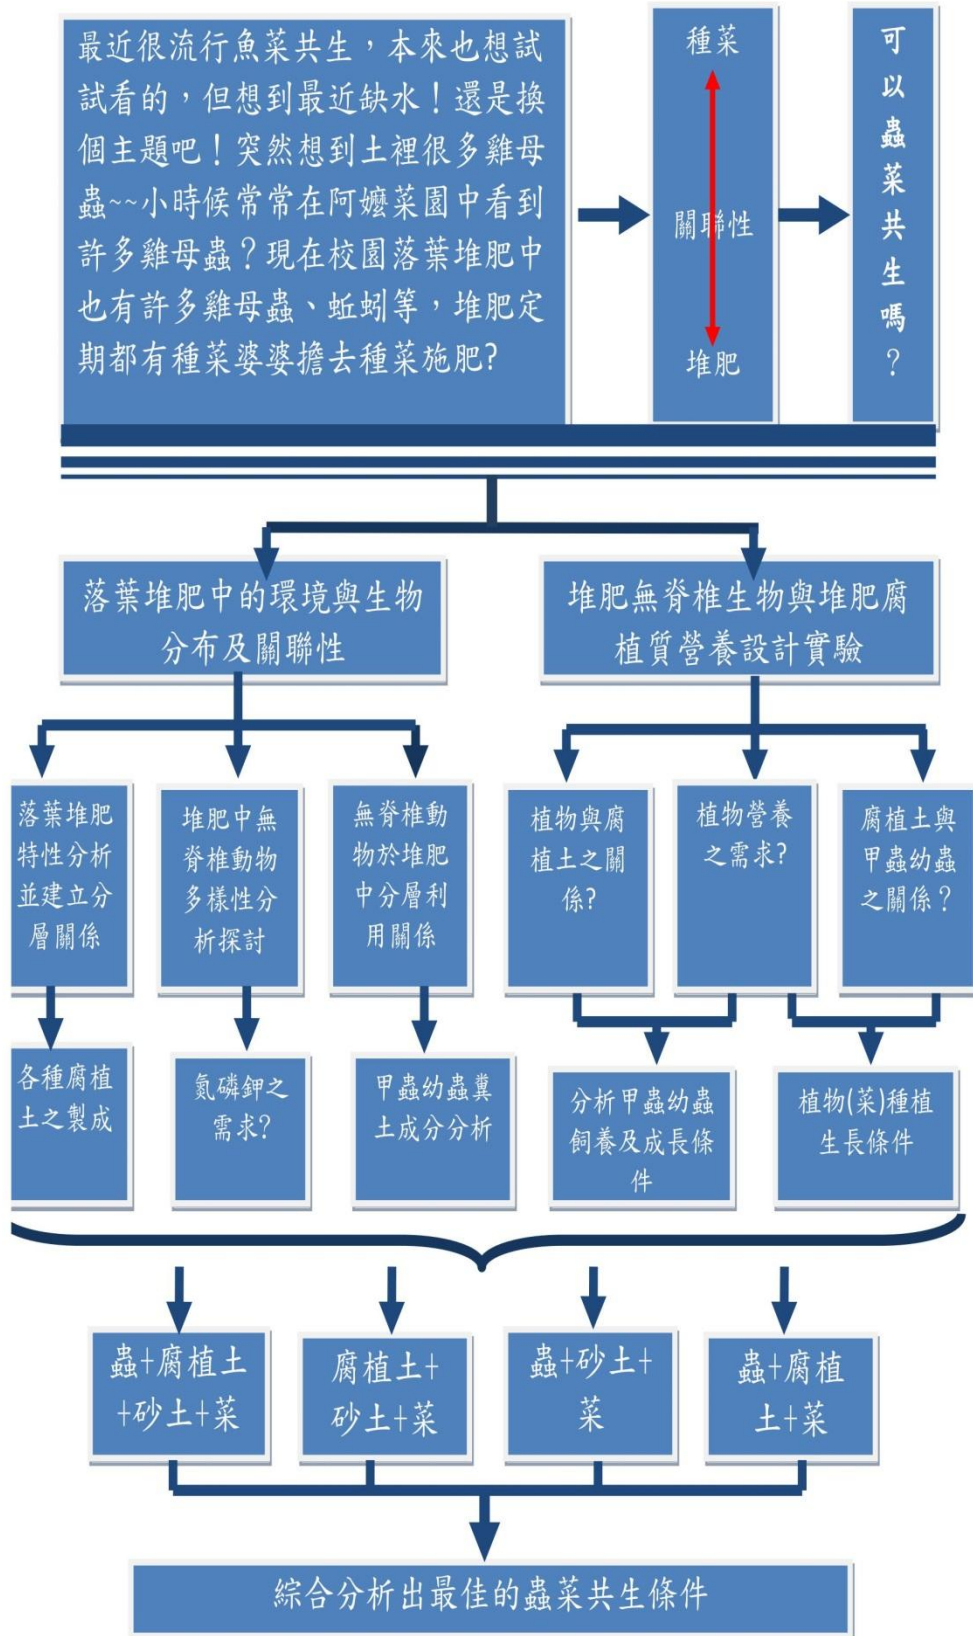 最近很流行魚菜共生，本來也想試
試看的，但想到最近缺水！還是換
個主題吧！突然想到土裡很多雞母
蟲~~小時候常常在阿嬤菜園中看到
許多雞母蟲？現在校園落葉堆肥中
也有許多雞母蟲、蚯蚓等，堆肥定
期都有種菜婆婆擔去種菜施肥?
種菜
關聯性
堆肥
可以蟲菜共生嗎？
落葉堆肥中的環境與生物
分布及關聯性
堆肥無脊椎生物與堆肥腐
植質營養設計實驗
落葉堆肥
特性分析
並建立分
層關係
堆肥中無
脊椎動物
多樣性分
析探討
無脊椎動
物於堆肥
中分層利
用關係
植物與腐
植土之關
係?
植物營養
之需求?
腐植土與
甲蟲幼蟲
之關係？
各種腐植
土之製成
氮磷鉀之
需求?
甲蟲幼蟲糞
土成分分析
分析甲蟲幼蟲
飼養及成長條
件
植物(菜)種植
生長條件
蟲+腐植土
+砂土+菜
腐植土+
砂土+菜
蟲+砂土+
菜
蟲+腐植
土+菜
綜合分析出最佳的蟲菜共生條件